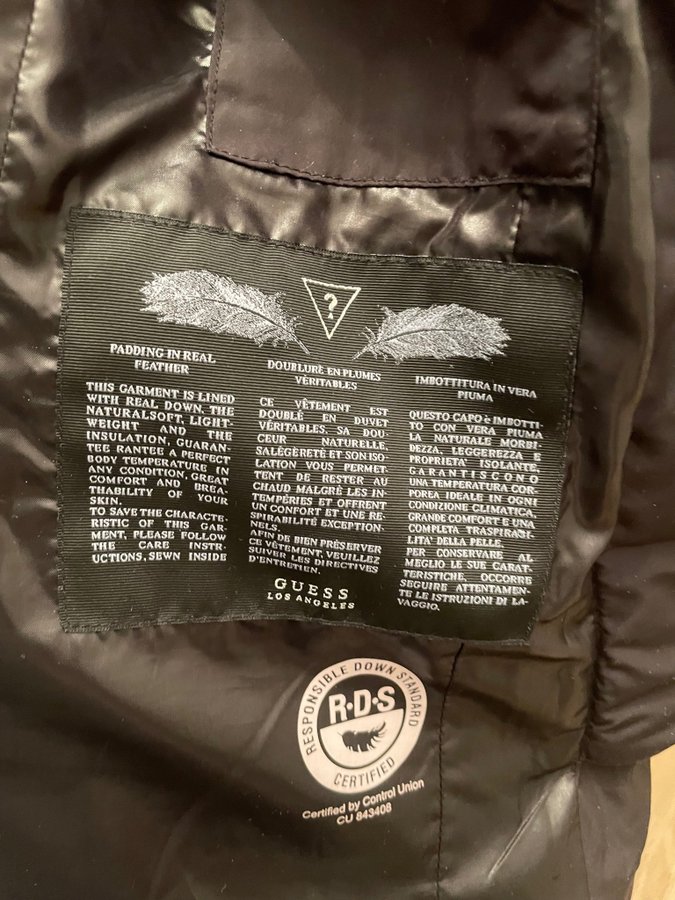 ?
PADDING IN REAL
FEATHER
THIS GARMENT IS LINED
WITH REAL DOWN. THE
NATURALSOFT, LIGHT-
WEIGHT AND THE
INSULATION, GUARAN-
TEE RANTEE A PERFECT
BODY TEMPERATURE IN
ANY CONDITION, GREAT
COMFORT AND BREA-
THABILITY OF YOUR
SKIN.
TO SAVE THE CHARACTE-
RISTIC OF THIS GAR-
MENT, PLEASE FOLLOW
THE CARE INSTR-
UCTIONS, SEWN INSIDE
DOUBLURE EN PLUMES
VÉRITABLES
CE VÊTEMENT EST
DOUBLÉ EN DUVET
VÉRITABLES, SA DOU-
CEUR NATURELLE,
SALÉGÈRETÉ ET SON ISO-
LATION VOUS PERMET-
TENT DE RESTER AU
CHAUD MALGRÉ LES IN-
TEMPÉRIES ET OFFRENT
UN CONFORT ET UNE RE-
SPIRABILITÉ EXCEPTION-
NELS.
AFIN DE BIEN PRÉSERVER
CE VÊTEMENT, VEUILLEZ
SUIVER LES DIRECTIVES
D'ENTRETIEN.
IMBOTTITURA IN VERA
PIUMA
QUESTO CAPO è IMBOTTI-
TO CON VERA PIUMA
LA NATURALE MORBI
DEZZA, LEGGEREZZA E
PROPRIETA ISOLANTE,
GARANTISCONO
UNA TEMPERATURA COR-
POREA IDEALE IN OGNI
CONDIZIONE CLIMATICA,
GRANDE COMFORT E UNA
COMPLETA TRASPIRABI-
LITA' DELLA PELLE.
PER CONSERVARE AL
MEGLIO LE SUE CARAT-
TERISTICHE, OCCORRE
SEGUIRE ATTENTAMEN-
TE LE ISTRUZIONI DI LA-
VAGGIO.
GUESS
LOS ANGELES
RESPONSIBLE DOWN STANDARD
R·D·S
CERTIFIED
Certified by Control Union
CU 843408